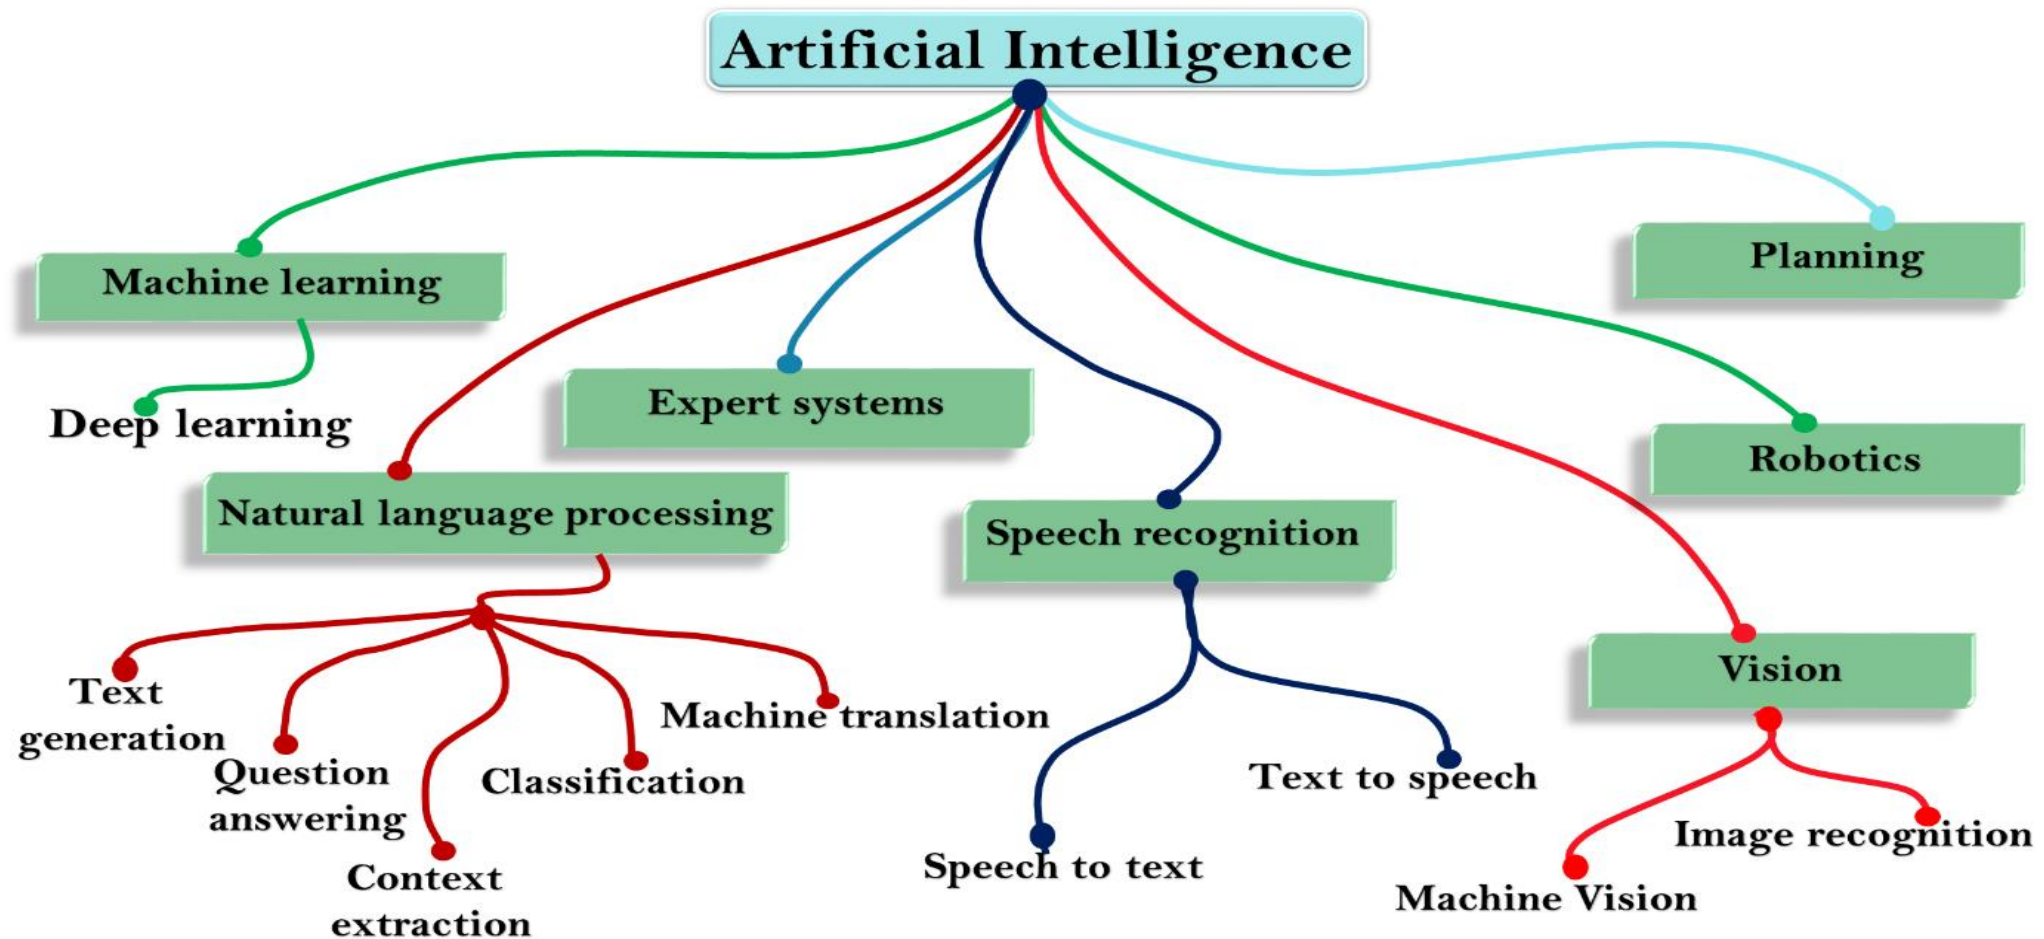 Artificial Intelligence
Machine learning
Deep learning
Natural language processing
Text
generation
Question
answering
Context
extraction
Classification
Machine translation
Expert systems
Speech recognition
Speech to text
Text to speech
Vision
Machine Vision
Image recognition
Robotics
Planning